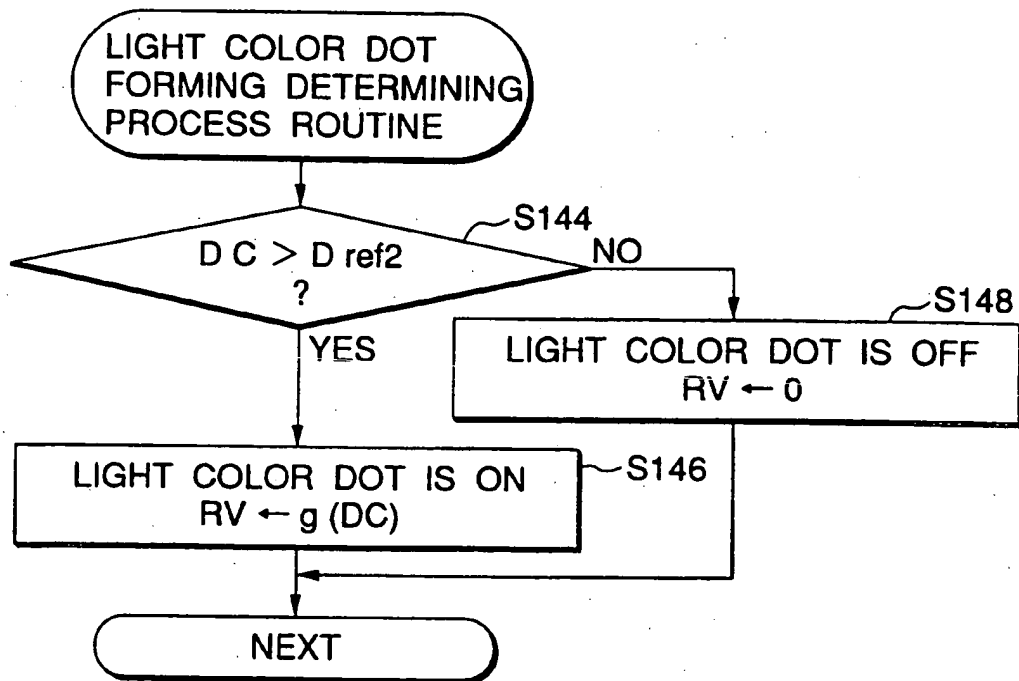 LIGHT COLOR DOT
FORMING DETERMINING
PROCESS ROUTINE
S144
D C > D ref2
?
NO
YES
S148
LIGHT COLOR DOT IS OFF
RV ← 0
LIGHT COLOR DOT IS ON
RV ← g (DC)
S146
NEXT